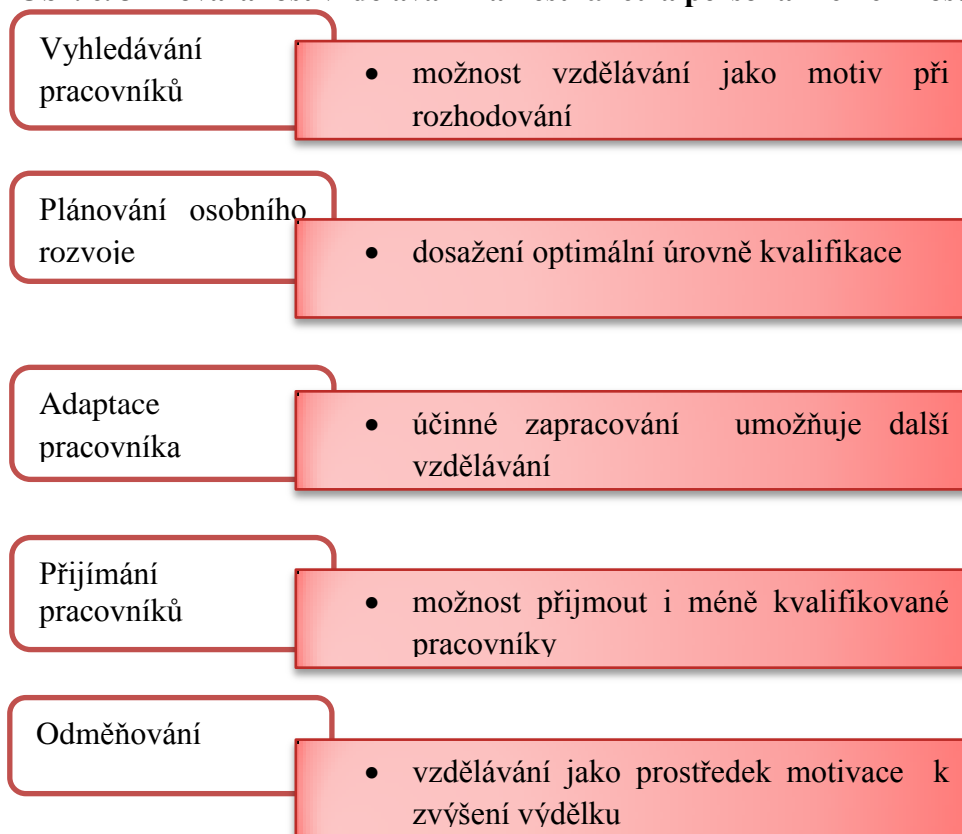 Vyhledávání
pracovníků
• možnost vzdělávání jako motiv při
rozhodování
Plánování osobního
rozvoje
• dosažení optimální úrovně kvalifikace
Adaptace
pracovníka
• účinné zapracování umožňuje další
vzdělávání
Přijímání
pracovníků
• možnost přijmout i méně kvalifikované
pracovníky
Odměňování
• vzdělávání jako prostředek motivace k
zvýšení výdělku